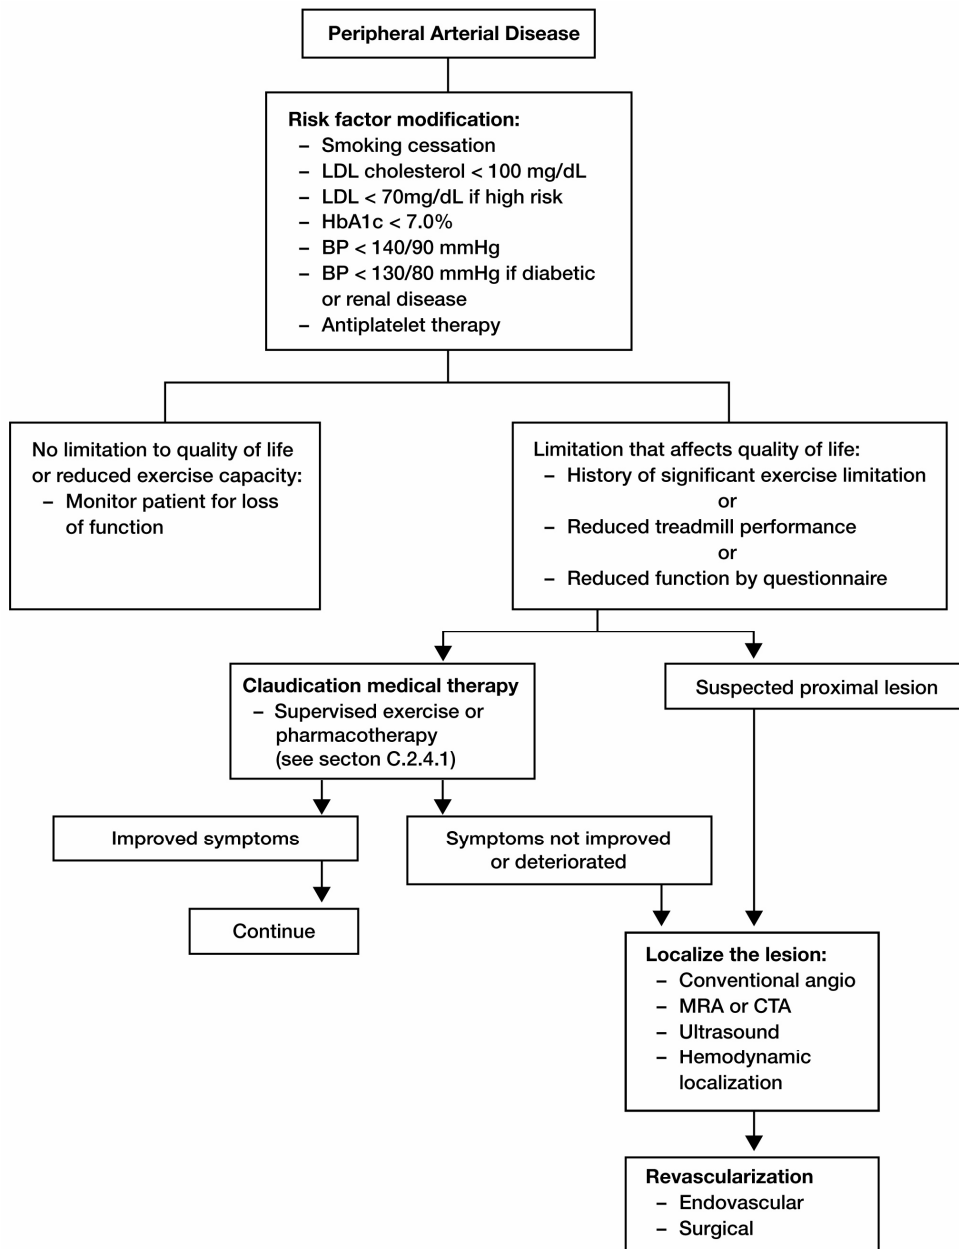 Peripheral Arterial Disease
Risk factor modification:
– Smoking cessation
– LDL cholesterol < 100 mg/dL
– LDL < 70mg/dL if high risk
– HbA1c < 7.0%
– BP < 140/90 mmHg
– BP < 130/80 mmHg if diabetic
or renal disease
– Antiplatelet therapy
No limitation to quality of life
or reduced exercise capacity:
– Monitor patient for loss
of function
Limitation that affects quality of life:
– History of significant exercise limitation
or
– Reduced treadmill performance
or
– Reduced function by questionnaire
Claudication medical therapy
– Supervised exercise or
pharmacotherapy
(see secton C.2.4.1)
Suspected proximal lesion
Improved symptoms
Symptoms not improved
or deteriorated
Continue
Localize the lesion:
– Conventional angio
– MRA or CTA
– Ultrasound
– Hemodynamic
localization
Revascularization
– Endovascular
– Surgical